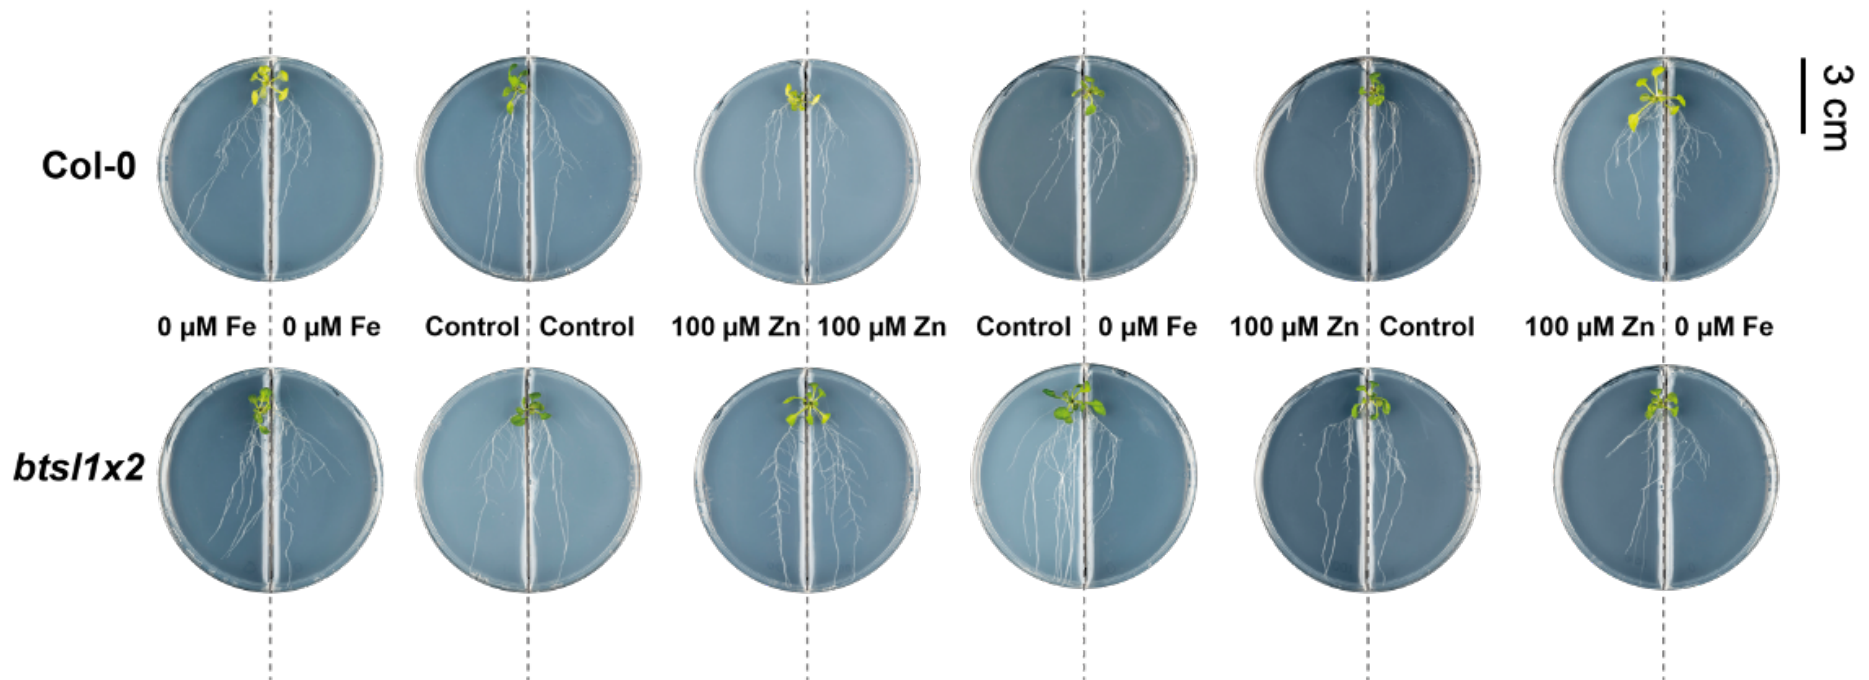 Col-0
3 cm
0 µM Fe 0 µM Fe Control Control 100 µM Zn 100 µM Zn Control 0 µM Fe 100 µM Zn Control 100 µM Zn 0 µM Fe
btsl1x2